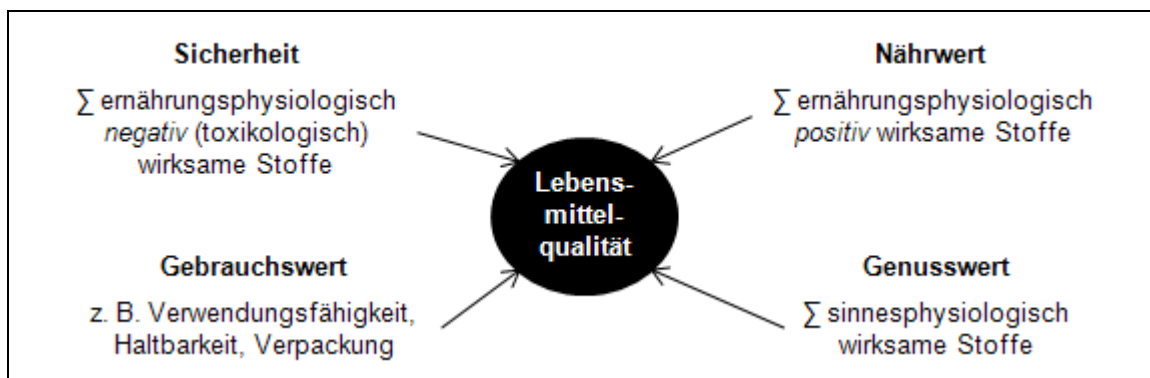 Sicherheit
∑ ernährungsphysiologisch
negativ (toxikologisch)
wirksame Stoffe
Nährwert
∑ ernährungsphysiologisch
positiv wirksame Stoffe
Lebens-
mittel-
qualität
Gebrauchswert
z. B. Verwendungsfähigkeit,
Haltbarkeit, Verpackung
Genusswert
∑ sinnesphysiologisch
wirksame Stoffe